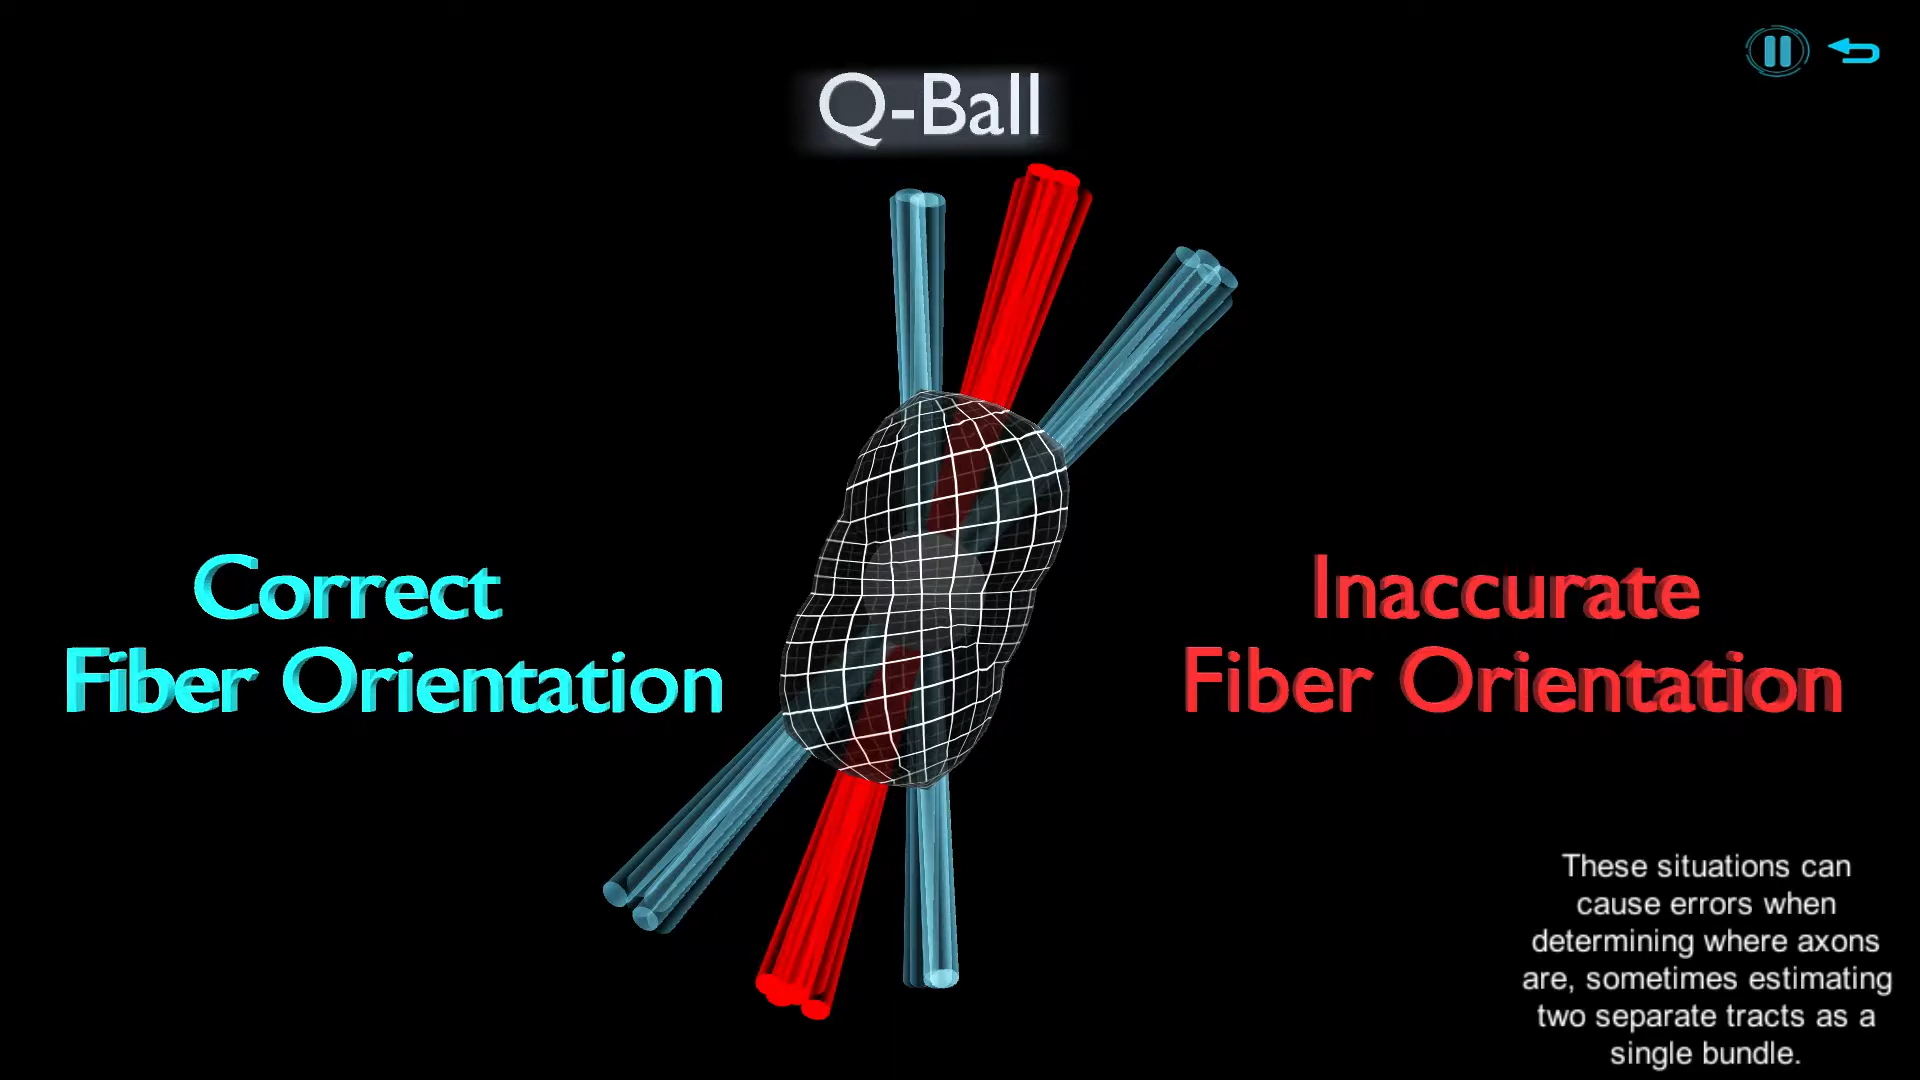 Q-Ball
Correct
Fiber Orientation
Inaccurate
Fiber Orientation
These situations can
cause errors when
determining where axons
are, sometimes estimating
two separate tracts as a
single bundle.